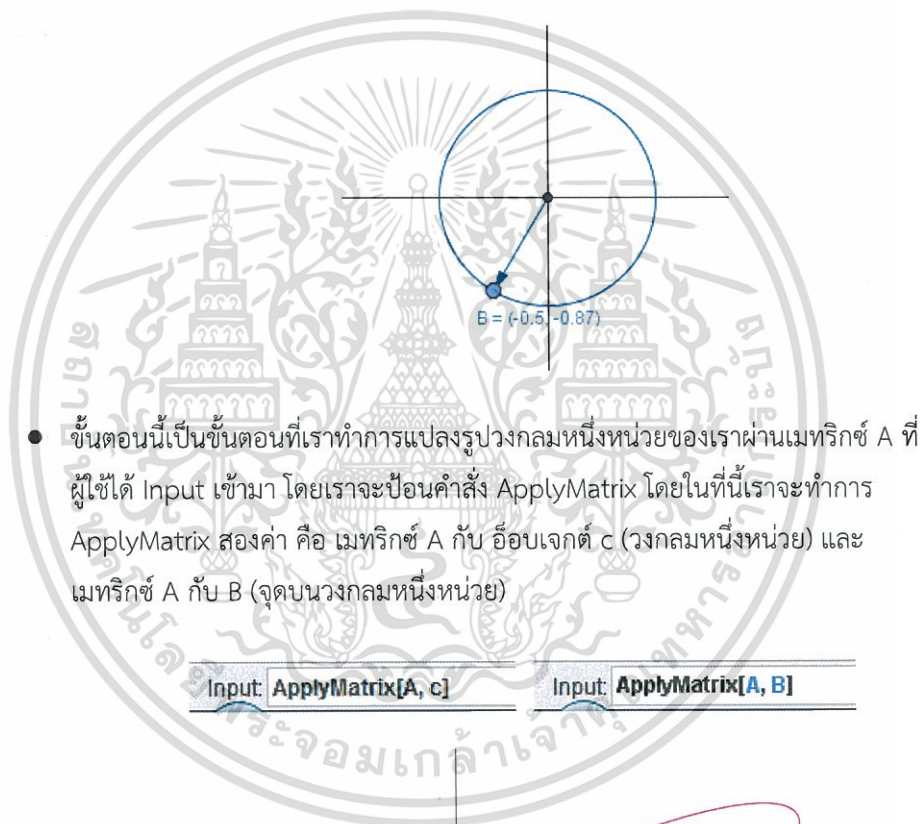 B = (-0.5, -0.87)
● ขั้นตอนนี้เป็นขั้นตอนที่เราทำการแปลงรูปวงกลมหนึ่งหน่วยของเราผ่านเมทริกซ์ A ที่
ผู้ใช้ได้ Input เข้ามา โดยเราจะป้อนคำสั่ง ApplyMatrix โดยในที่นี้เราจะทำการ
ApplyMatrix สองค่า คือ เมทริกซ์ A กับ อ็อบเจกต์ c (วงกลมหนึ่งหน่วย) และ
เมทริกซ์ A กับ B (จุดบนวงกลมหนึ่งหน่วย)
Input: ApplyMatrix[A, c] Input: ApplyMatrix[A, B]